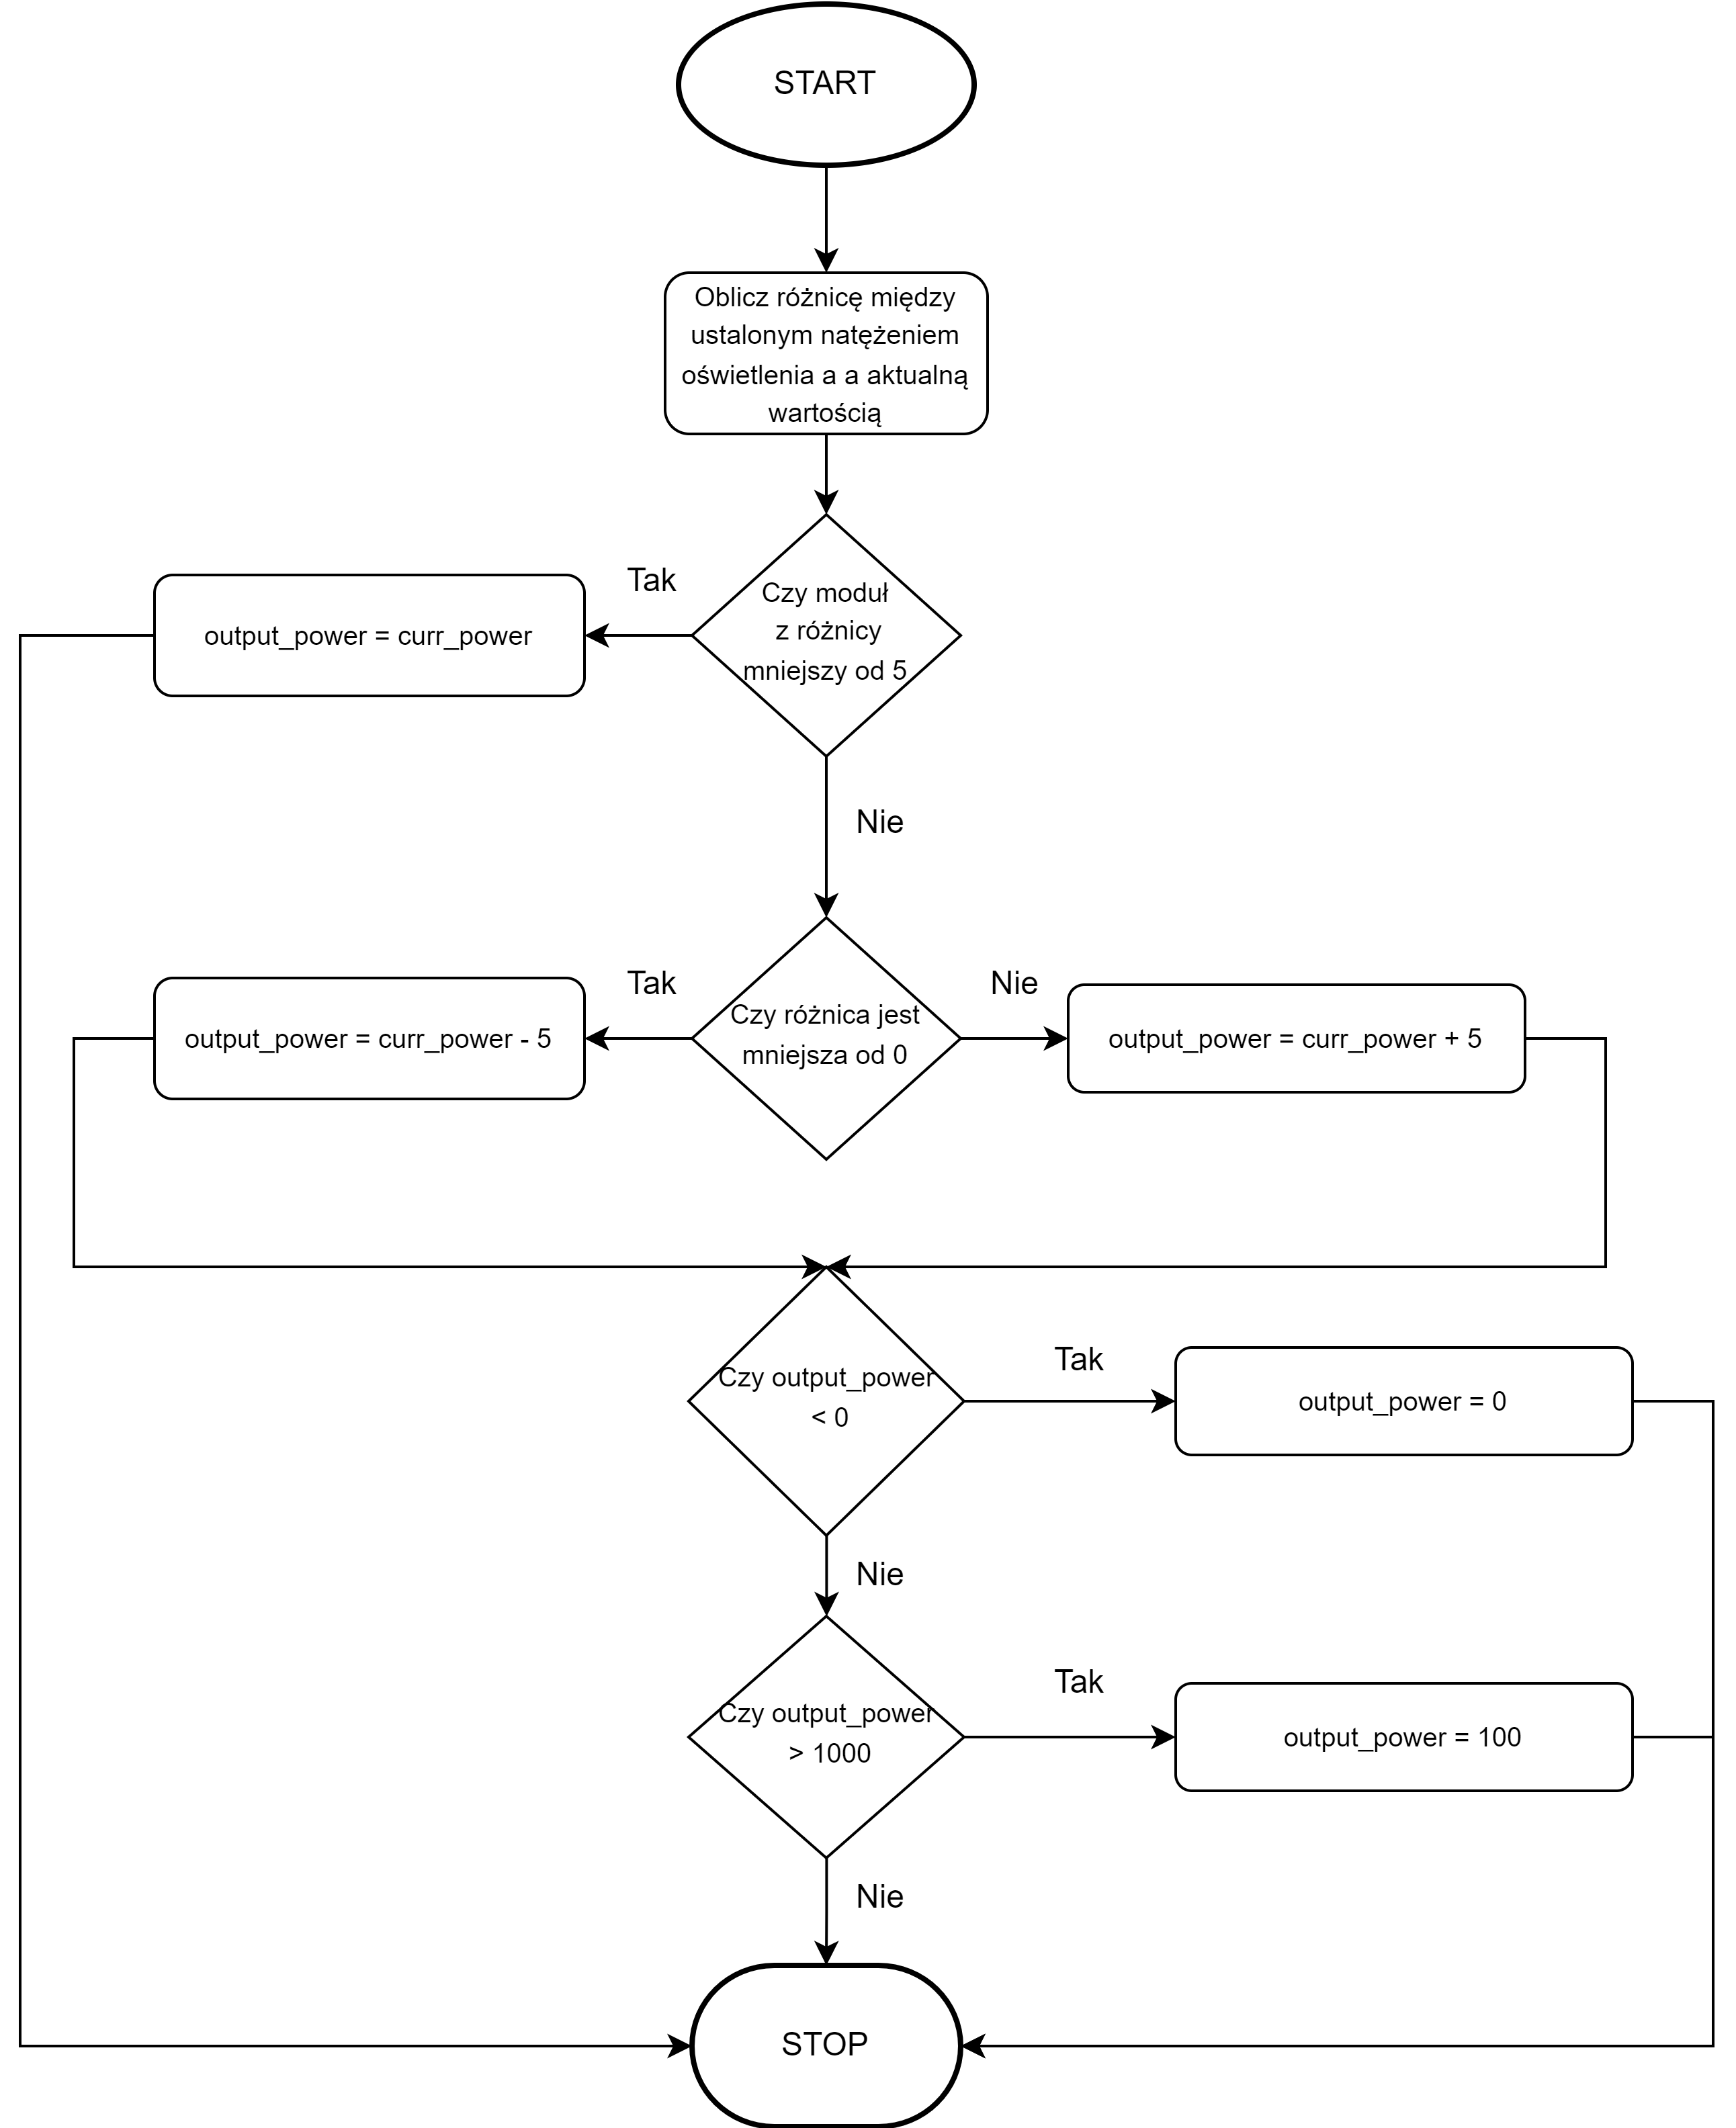 START
Oblicz różnicę między
ustalonym natężeniem
oświetlenia a a aktualną
wartością
Tak
output_power = curr_power
Czy moduł
z różnicy
mniejszy od 5
Nie
Tak
Nie
output_power = curr_power - 5
Czy różnica jest
mniejsza od 0
output_power = curr_power + 5
Tak
Czy output_power
< 0
output_power = 0
Nie
Tak
Czy output_power
> 1000
output_power = 100
Nie
STOP